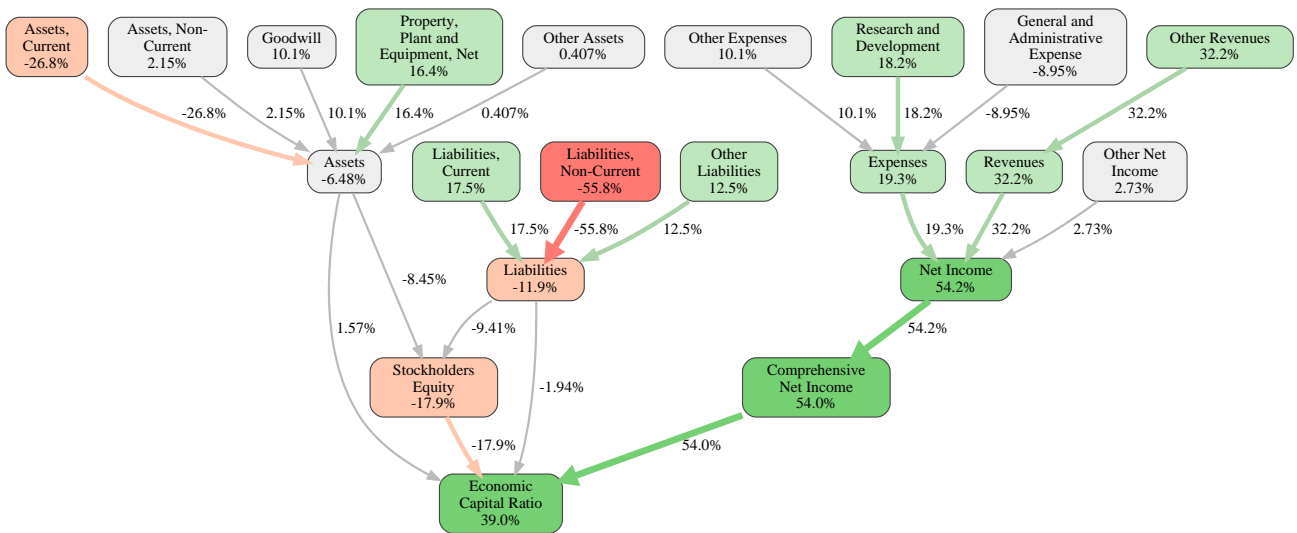 Assets,
Current
-26.8%
Assets, Non-
Current
2.15%
Goodwill
10.1%
Property,
Plant and
Equipment, Net
16.4%
Other Assets
0.407%
Other Expenses
10.1%
Research and
Development
18.2%
General and
Administrative
Expense
-8.95%
Other Revenues
32.2%
-26.8%
2.15%
10.1%
16.4%
0.407%
10.1%
18.2%
-8.95%
32.2%
Assets
-6.48%
Liabilities,
Current
17.5%
Liabilities,
Non-Current
-55.8%
Other
Liabilities
12.5%
Expenses
19.3%
Revenues
32.2%
Other Net
Income
2.73%
17.5%
-55.8%
12.5%
19.3%
32.2%
2.73%
Liabilities
-11.9%
Net Income
54.2%
-8.45%
1.57%
-9.41%
54.2%
Stockholders
Equity
-17.9%
-1.94%
Comprehensive
Net Income
54.0%
-17.9%
54.0%
Economic
Capital Ratio
39.0%